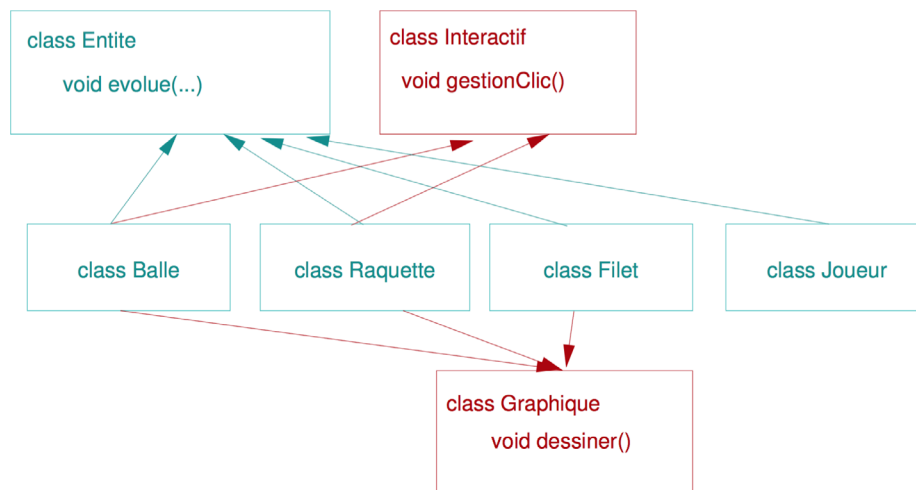 class Entite
void evolue(...)
class Interactif
void gestionClic()
class Balle
class Raquette
class Filet
class Joueur
class Graphique
void dessiner()